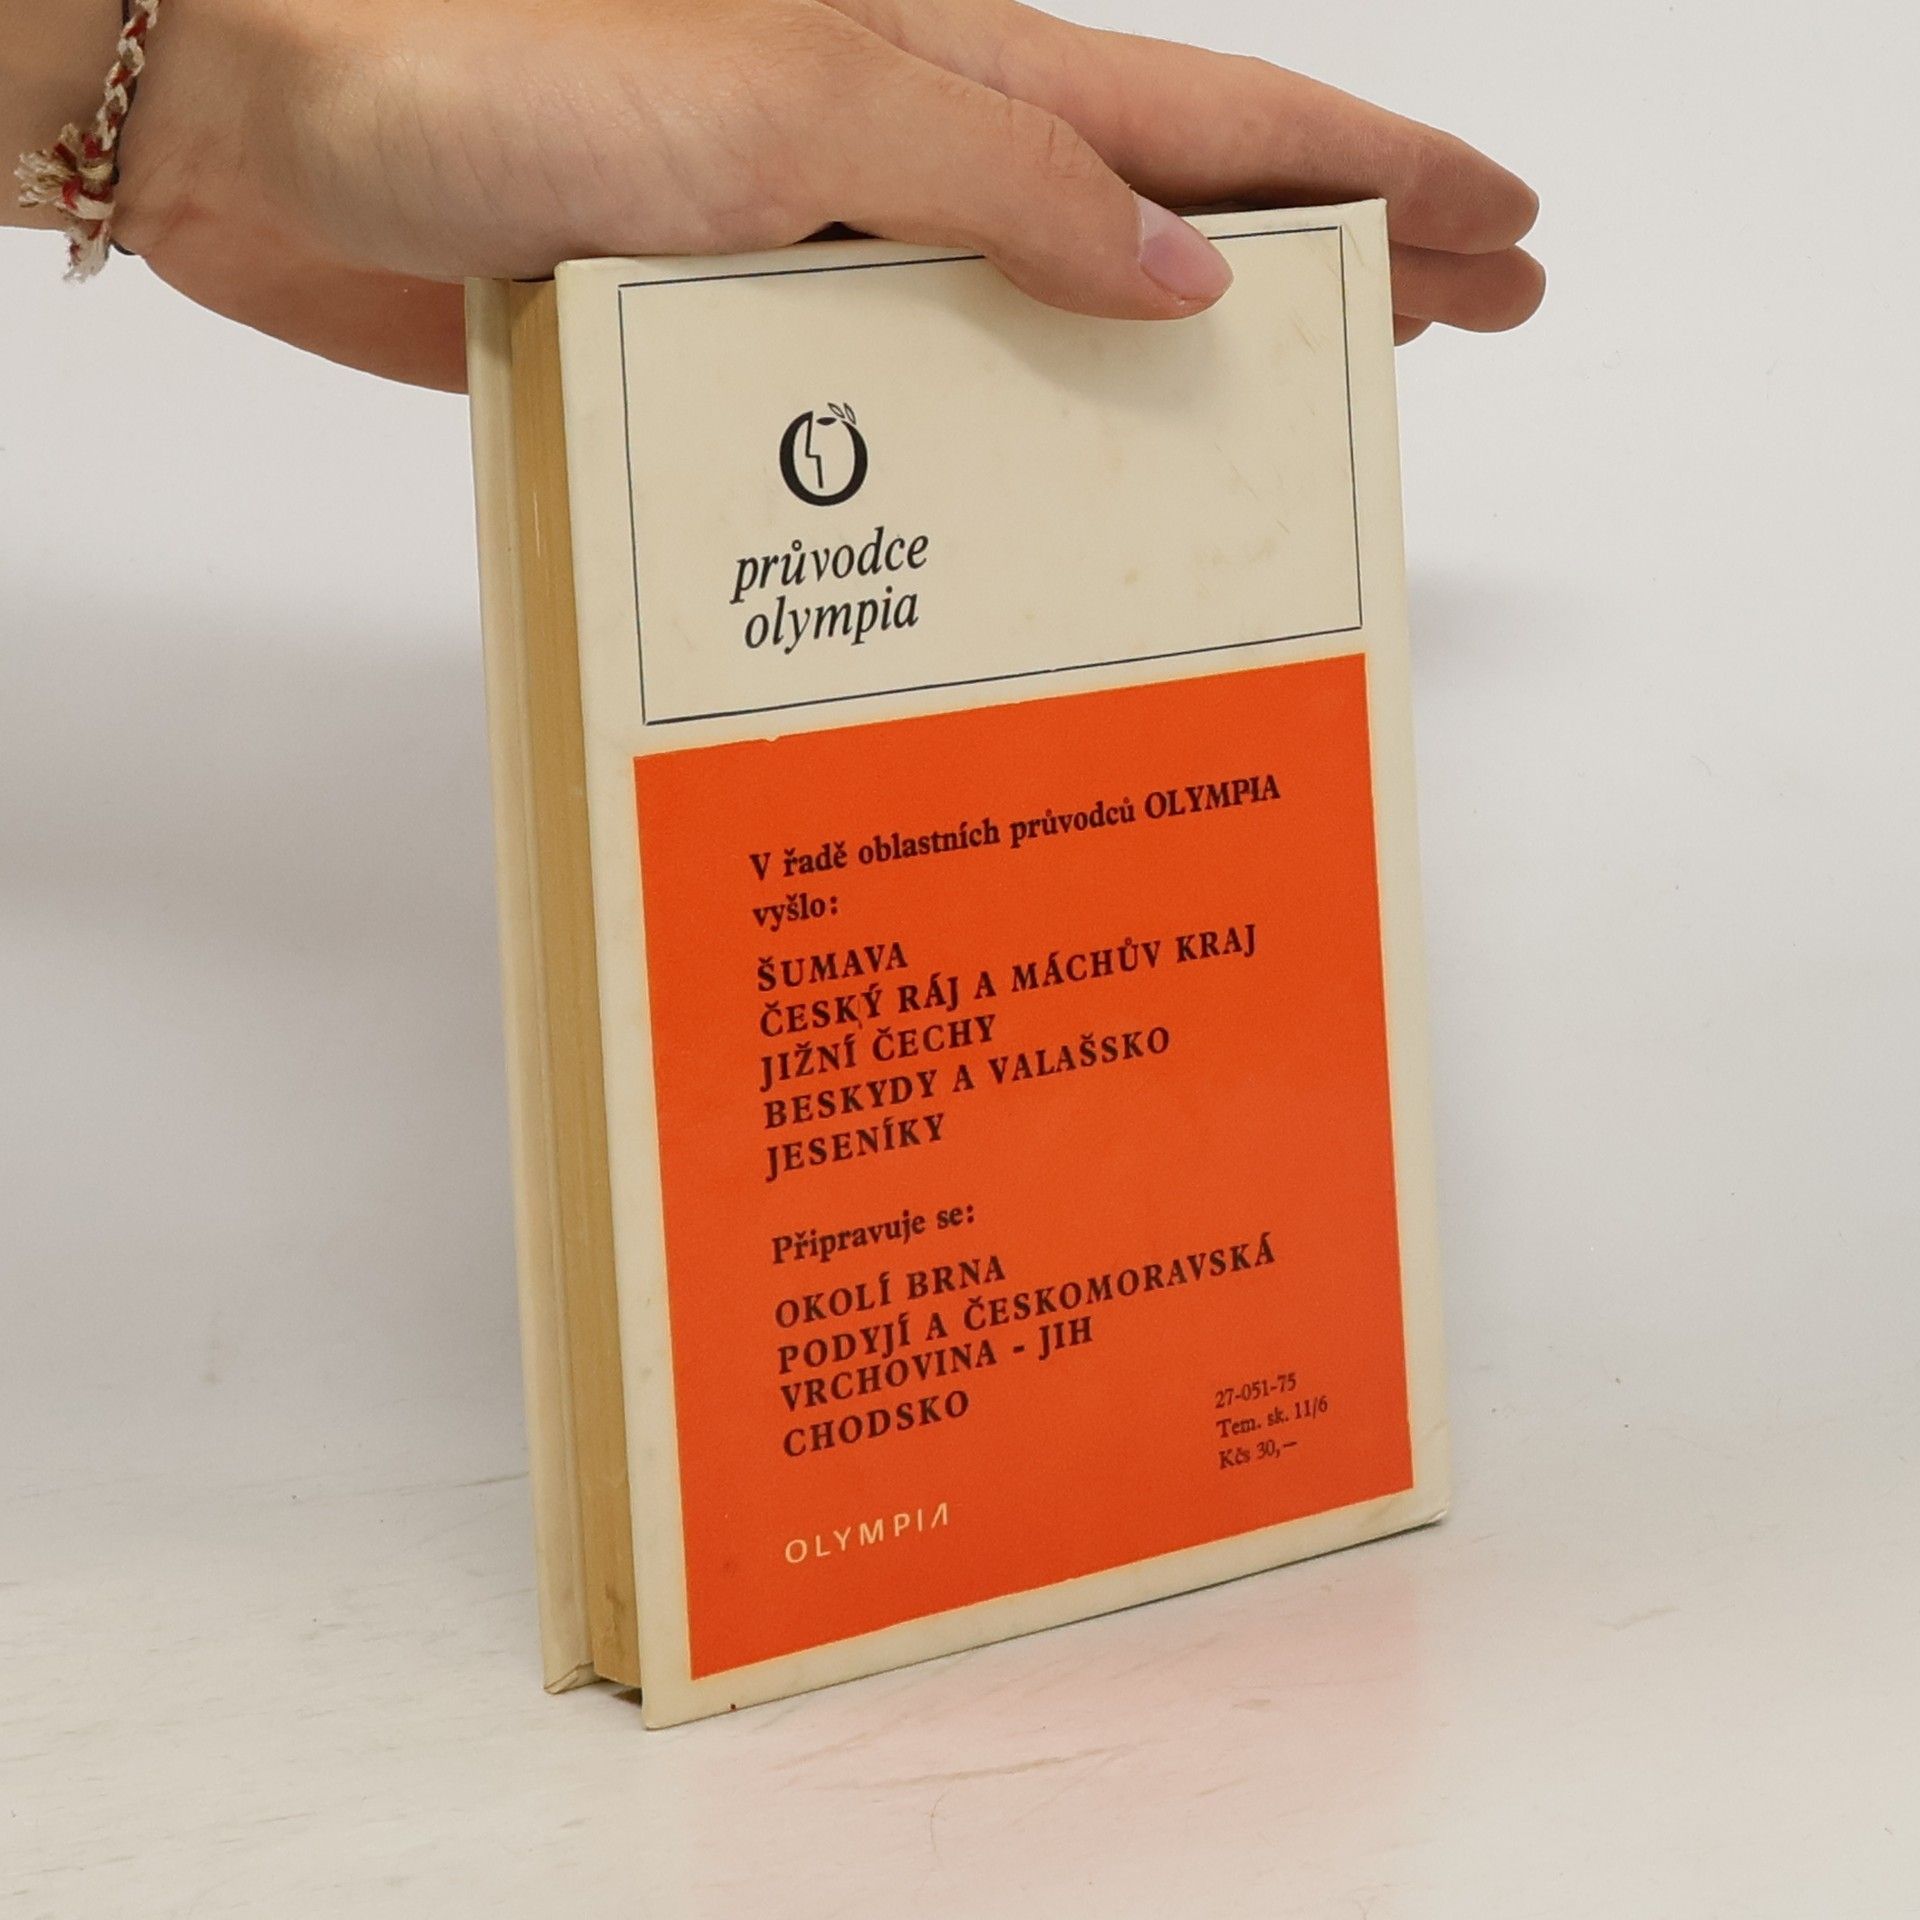 průvodce
olympia
V řadě oblastních průvodců OLYMPIA
vyšlo:
ŠUMAVA
ČESKÝ RÁJ A MÁCHŮV KRAJ
JIŽNÍ ČECHY
BESKYDY A VALAŠSKO
JESENÍKY
Připravuje se:
OKOLÍ BRNA
PODYJÍ A ČESKOMORAVSKÁ
VRCHOVINA - JIH
CHODSKO
27-051-75
Tem. sk. 11/6
Kčs 30,—
OLYMPIA